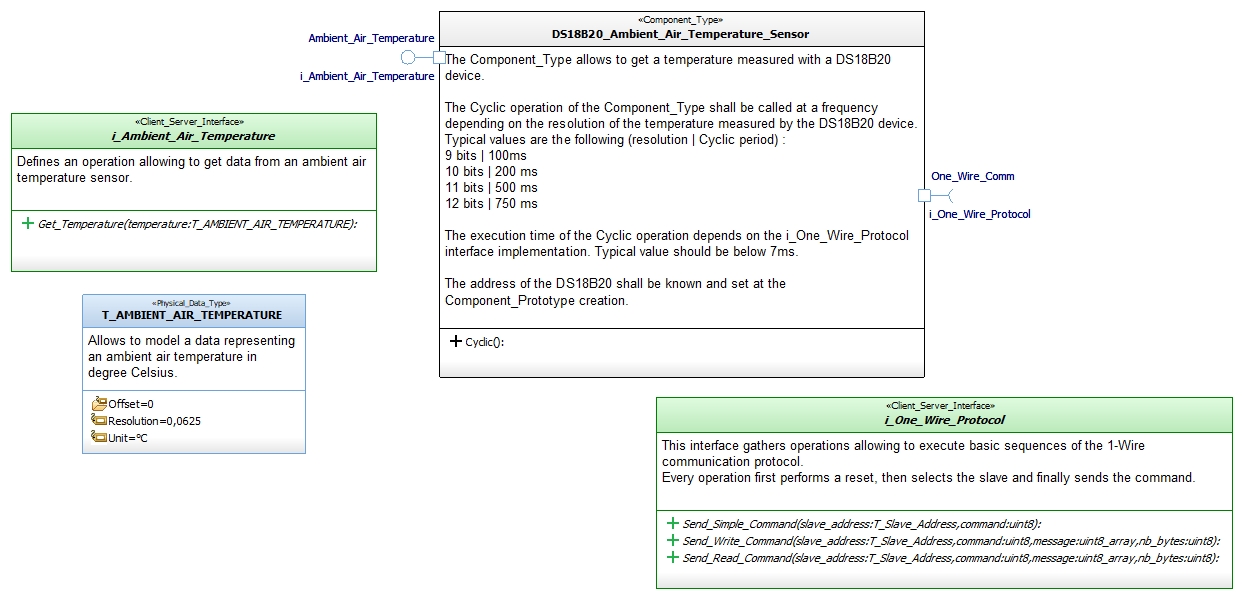 «Component_Type»
DS18B20_Ambient_Air_Temperature_Sensor
Ambient_Air_Temperature
i_Ambient_Air_Temperature
The Component_Type allows to get a temperature measured with a DS18B20
device.
The Cyclic operation of the Component_Type shall be called at a frequency
depending on the resolution of the temperature measured by the DS18B20 device.
Typical values are the following (resolution | Cyclic period) :
9 bits | 100ms
10 bits | 200 ms
11 bits | 500 ms
12 bits | 750 ms
The execution time of the Cyclic operation depends on the i_One_Wire_Protocol
interface implementation. Typical value should be below 7ms.
The address of the DS18B20 shall be known and set at the
Component_Prototype creation.
Cyclic():
One_Wire_Comm
i_One_Wire_Protocol
«Client_Server_Interface»
i_Ambient_Air_Temperature
Defines an operation allowing to get data from an ambient air
temperature sensor.
Get_Temperature(temperature:T_AMBIENT_AIR_TEMPERATURE):
«Physical_Data_Type»
T_AMBIENT_AIR_TEMPERATURE
Allows to model a data representing
an ambient air temperature in
degree Celsius.
Offset=0
Resolution=0,0625
Unit=°C
«Client_Server_Interface»
i_One_Wire_Protocol
This interface gathers operations allowing to execute basic sequences of the 1-Wire
communication protocol.
Every operation first performs a reset, then selects the slave and finally sends the command.
Send_Simple_Command(slave_address:T_Slave_Address,command:uint8):
Send_Write_Command(slave_address:T_Slave_Address,command:uint8,message:uint8_array,nb_bytes:uint8):
Send_Read_Command(slave_address:T_Slave_Address,command:uint8,message:uint8_array,nb_bytes:uint8):